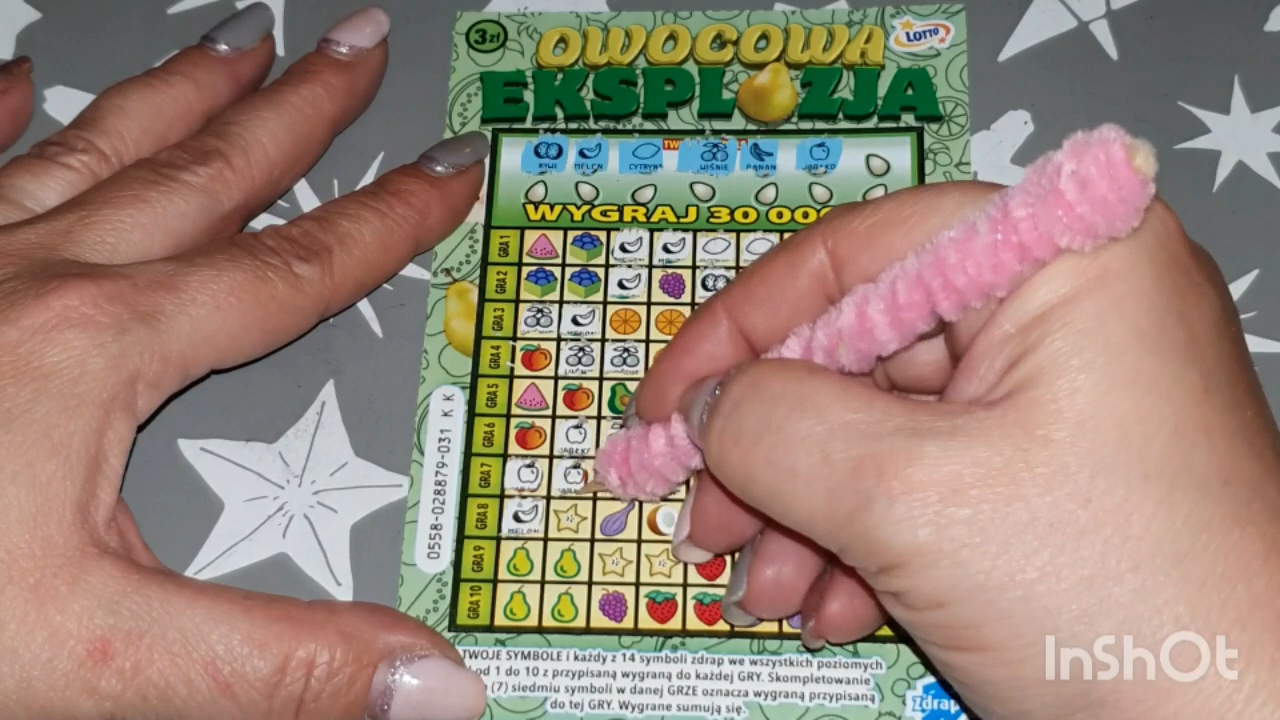 3zł
OWOCOWA
LOTTO
EKSPLOZJA
KIWI MELON CYTRYNA WIŚNIE BANAN JABŁKO
WYGRAJ 30 000
GRA 1
GRA 2
GRA 3
GRA 4
GRA 5
GRA 6
JABŁKO
GRA 7
GRA 8
MELON
GRA 9
GRA 10
0558-028879-031 K K
TWOJE SYMBOLE i każdy z 14 symboli zdrap we wszystkich poziomych
od 1 do 10 z przypisaną wygraną do każdej GRY. Skompletowanie
(7) siedmiu symboli w danej GRZE oznacza wygraną przypisaną
do tej GRY. Wygrane sumują się.
Zdrap
InShOt